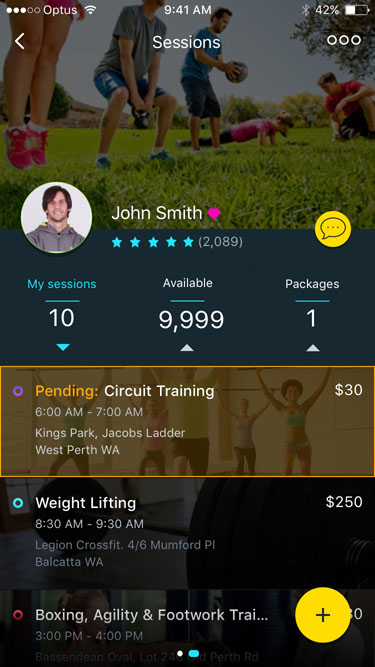 Optus 9:41 AM 42%
Sessions
John Smith
(2,089)
My sessions Available Packages
10 9,999 1
Pending: Circuit Training $30
6:00 AM - 7:00 AM
Kings Park, Jacobs Ladder
West Perth WA
Weight Lifting $250
8:30 AM - 9:30 AM
Legion Crossfit. 4/6 Mumford Pl
Balcatta WA
Boxing, Agility & Footwork Trai...
3:00 PM - 4:00 PM
Bassendean Oval, Lot 246 Old Perth Rd